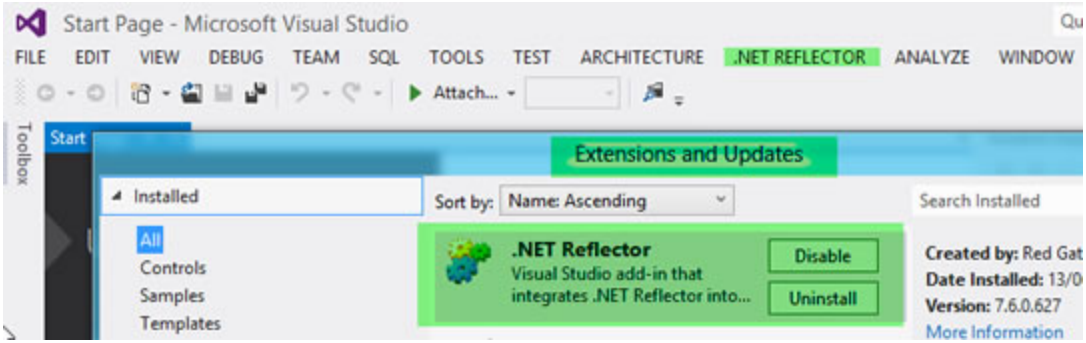 Start Page - Microsoft Visual Studio
FILE EDIT VIEW DEBUG TEAM SQL TOOLS TEST ARCHITECTURE .NET REFLECTOR ANALYZE WINDOW
Attach...
Toolbox
Start
Extensions and Updates
Installed
Sort by: Name: Ascending
Search Installed
All
Controls
Samples
Templates
.NET Reflector
Visual Studio add-in that
integrates .NET Reflector into...
Disable
Uninstall
Created by: Red Gat
Date Installed: 13/0
Version: 7.6.0.627
More Information